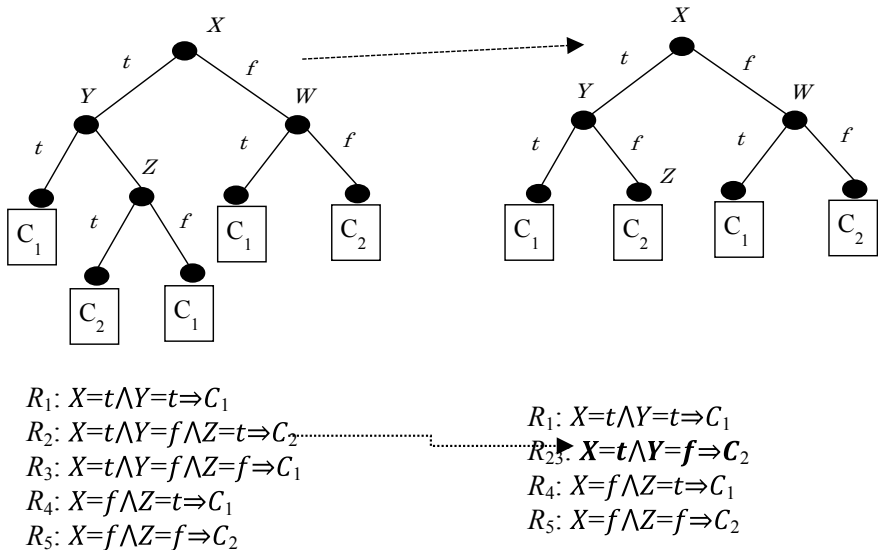 X
X
t
f
f
Y
W
Y
W
t
t
f
t
f
t
f
Z
Z
C1
t
f
C1
C2
C1
C2
C1
C2
C2
C1
R1: X=t⋀Y=t⇒C1
R2: X=t⋀Y=f⋀Z=t⇒C2
R3: X=t⋀Y=f⋀Z=f⇒C1
R4: X=f⋀Z=t⇒C1
R5: X=f⋀Z=f⇒C2
R1: X=t⋀Y=t⇒C1
R23: X=t⋀Y=f⇒C2
R4: X=f⋀Z=t⇒C1
R5: X=f⋀Z=f⇒C2